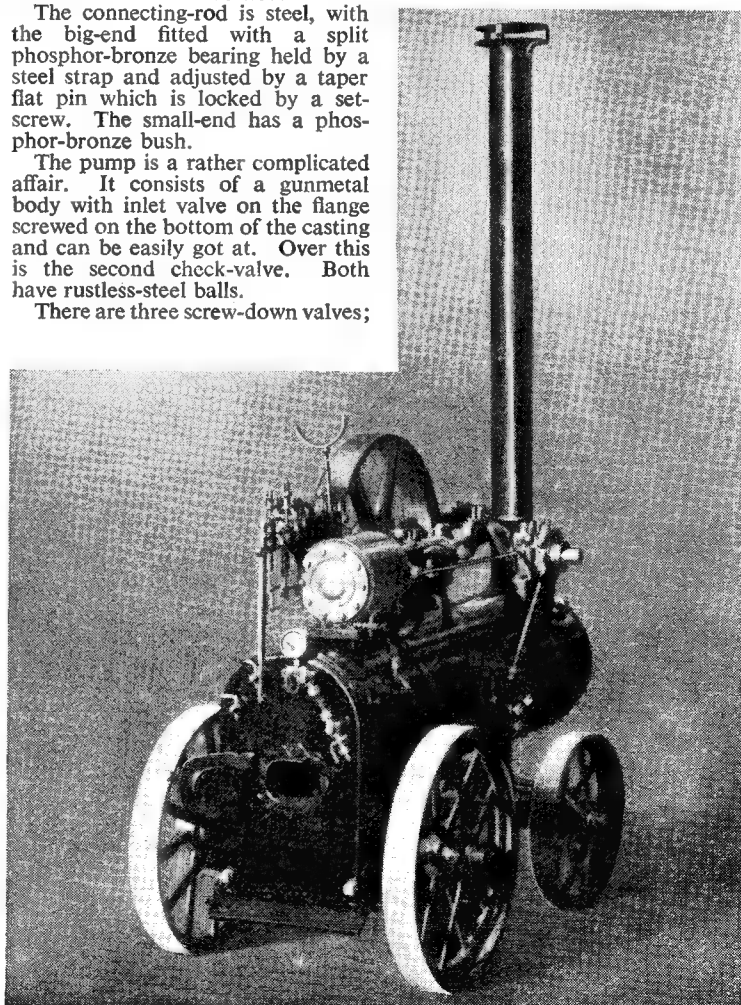 The connecting-rod is steel, with
the big-end fitted with a split
phosphor-bronze bearing held by a
steel strap and adjusted by a taper
flat pin which is locked by a set-
screw. The small-end has a phos-
phor-bronze bush.
The pump is a rather complicated
affair. It consists of a gunmetal
body with inlet valve on the flange
screwed on the bottom of the casting
and can be easily got at. Over this
is the second check-valve. Both
have rustless-steel balls.
There are three screw-down valves;